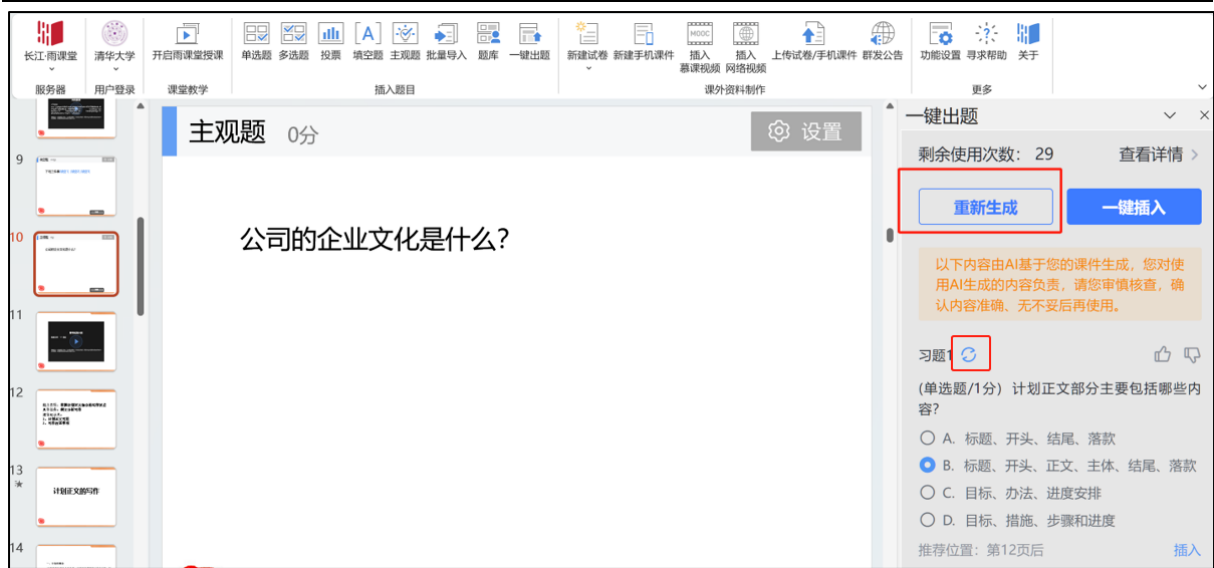 长江·雨课堂 清华大学 开启雨课堂授课 单选题 多选题 投票 填空题 主观题 批量导入 题库 一键出题 新建试卷 新建手机课件 插入 插入 上传试卷/手机课件 群发公告 功能设置 寻求帮助 关于
慕课视频 网络视频
服务器 用户登录 课堂教学 插入题目 课外资料制作 更多
MOOC
A
9
10
11
12
13
计划正文的写作
14
主观题 0分 设置
公司的企业文化是什么?
一键出题
剩余使用次数: 29 查看详情
重新生成 一键插入
以下内容由AI基于您的课件生成,您对使
用AI生成的内容负责,请您审慎核查,确
认内容准确、无不妥后再使用。
习题1
(单选题/1分) 计划正文部分主要包括哪些内
容?
A. 标题、开头、结尾、落款
B. 标题、开头、正文、主体、结尾、落款
C. 目标、办法、进度安排
D. 目标、措施、步骤和进度
推荐位置: 第12页后 插入